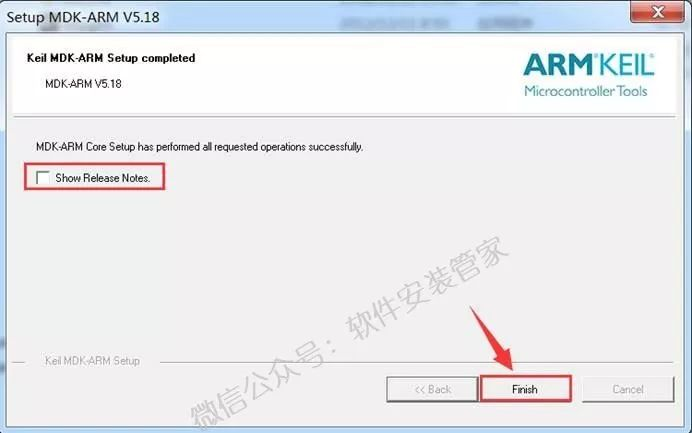 Setup MDK-ARM V5.18
Keil MDK-ARM Setup completed
MDK-ARM V5.18
ARM KEIL
Microcontroller Tools
MDK-ARM Core Setup has performed all requested operations successfully.
Show Release Notes.
微信公众号：软件安装管家
Keil MDK-ARM Setup
<< Back
Finish
Cancel